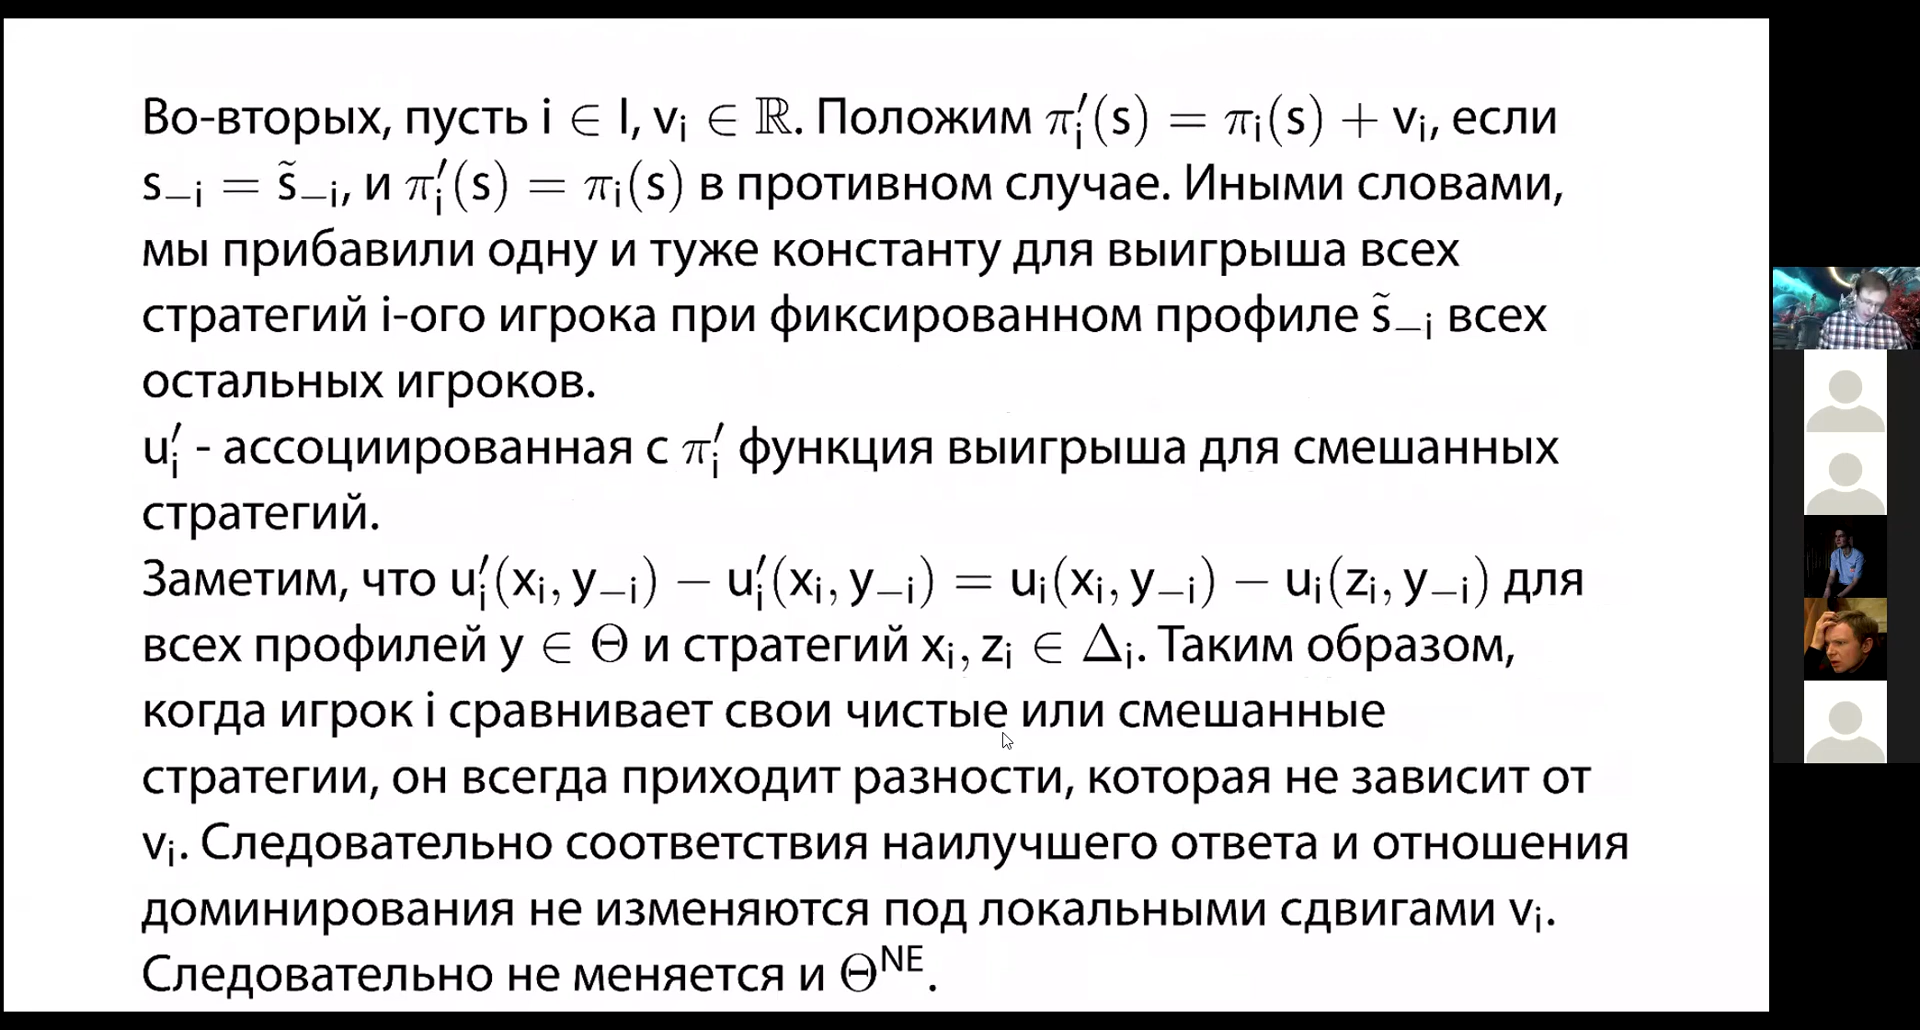 Во-вторых, пусть i ∈ I, vᵢ ∈ ℝ. Положим π′ᵢ(s) = πᵢ(s) + vᵢ, если
s₋ᵢ = s̃₋ᵢ, и π′ᵢ(s) = πᵢ(s) в противном случае. Иными словами,
мы прибавили одну и туже константу для выигрыша всех
стратегий i-ого игрока при фиксированном профиле s̃₋ᵢ всех
остальных игроков.
u′ᵢ - ассоциированная с π′ᵢ функция выигрыша для смешанных
стратегий.
Заметим, что u′ᵢ(xᵢ, y₋ᵢ) − u′ᵢ(xᵢ, y₋ᵢ) = uᵢ(xᵢ, y₋ᵢ) − uᵢ(zᵢ, y₋ᵢ) для
всех профилей y ∈ Θ и стратегий xᵢ, zᵢ ∈ Δᵢ. Таким образом,
когда игрок i сравнивает свои чистые или смешанные
стратегии, он всегда приходит разности, которая не зависит от
vᵢ. Следовательно соответствия наилучшего ответа и отношения
доминирования не изменяются под локальными сдвигами vᵢ.
Следовательно не меняется и Θᴺᴱ.